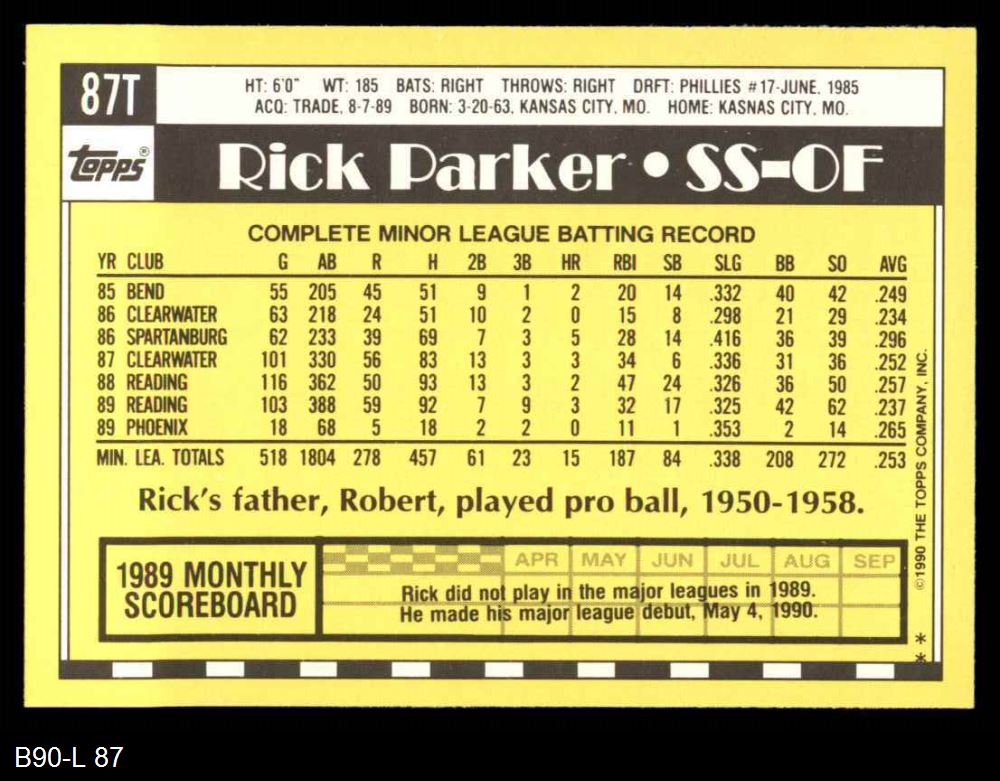 87T
HT: 6'0" WT: 185 BATS: RIGHT THROWS: RIGHT DRFT: PHILLIES #17-JUNE, 1985
ACQ: TRADE, 8-7-89 BORN: 3-20-63, KANSAS CITY, MO. HOME: KASNAS CITY, MO.
Topps®
Rick Parker • SS-OF
COMPLETE MINOR LEAGUE BATTING RECORD
YR CLUB G AB R H 2B 3B HR RBI SB SLG BB SO AVG
85 BEND 55 205 45 51 9 1 2 20 14 .332 40 42 .249
86 CLEARWATER 63 218 24 51 10 2 0 15 8 .298 21 29 .234
86 SPARTANBURG 62 233 39 69 7 3 5 28 14 .416 36 39 .296
87 CLEARWATER 101 330 56 83 13 3 3 34 6 .336 31 36 .252
88 READING 116 362 50 93 13 3 2 47 24 .326 36 50 .257
89 READING 103 388 59 92 7 9 3 32 17 .325 42 62 .237
89 PHOENIX 18 68 5 18 2 2 0 11 1 .353 2 14 .265
MIN. LEA. TOTALS 518 1804 278 457 61 23 15 187 84 .338 208 272 .253
Rick's father, Robert, played pro ball, 1950-1958.
1989 MONTHLY
SCOREBOARD
APR MAY JUN JUL AUG SEP
Rick did not play in the major leagues in 1989.
He made his major league debut, May 4, 1990.
©1990 THE TOPPS COMPANY, INC.
* *
B90-L 87